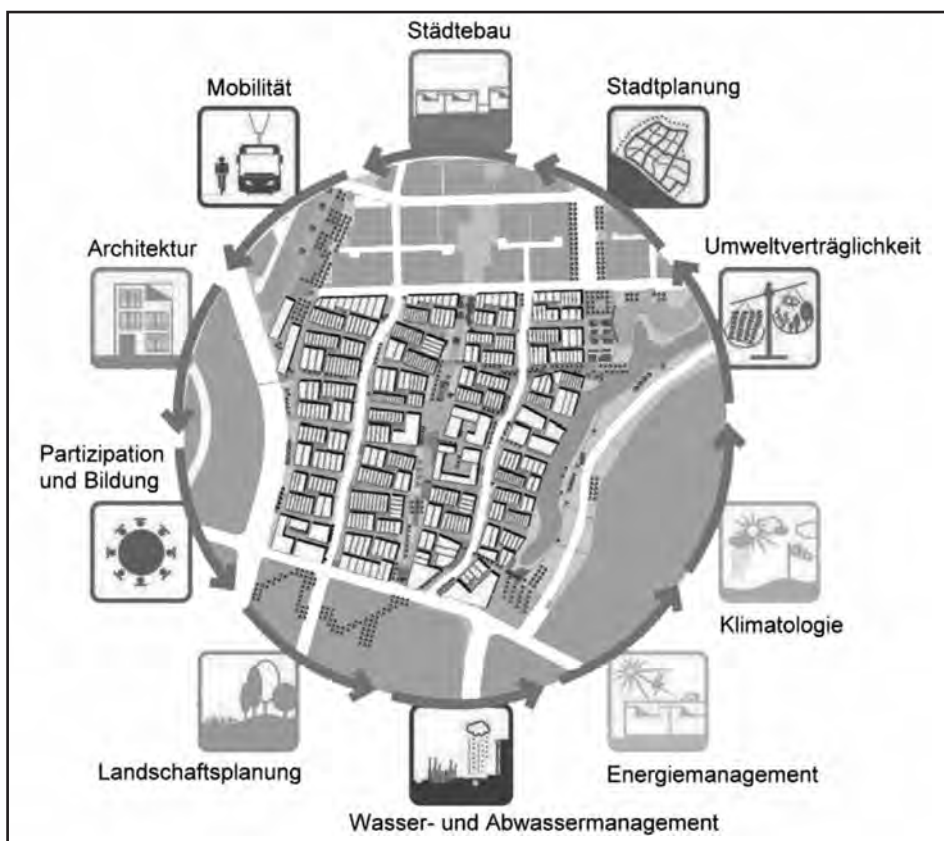 Städtebau
Mobilität
Stadtplanung
Architektur
Umweltverträglichkeit
Partizipation
und Bildung
Klimatologie
Landschaftsplanung
Energiemanagement
Wasser- und Abwassermanagement